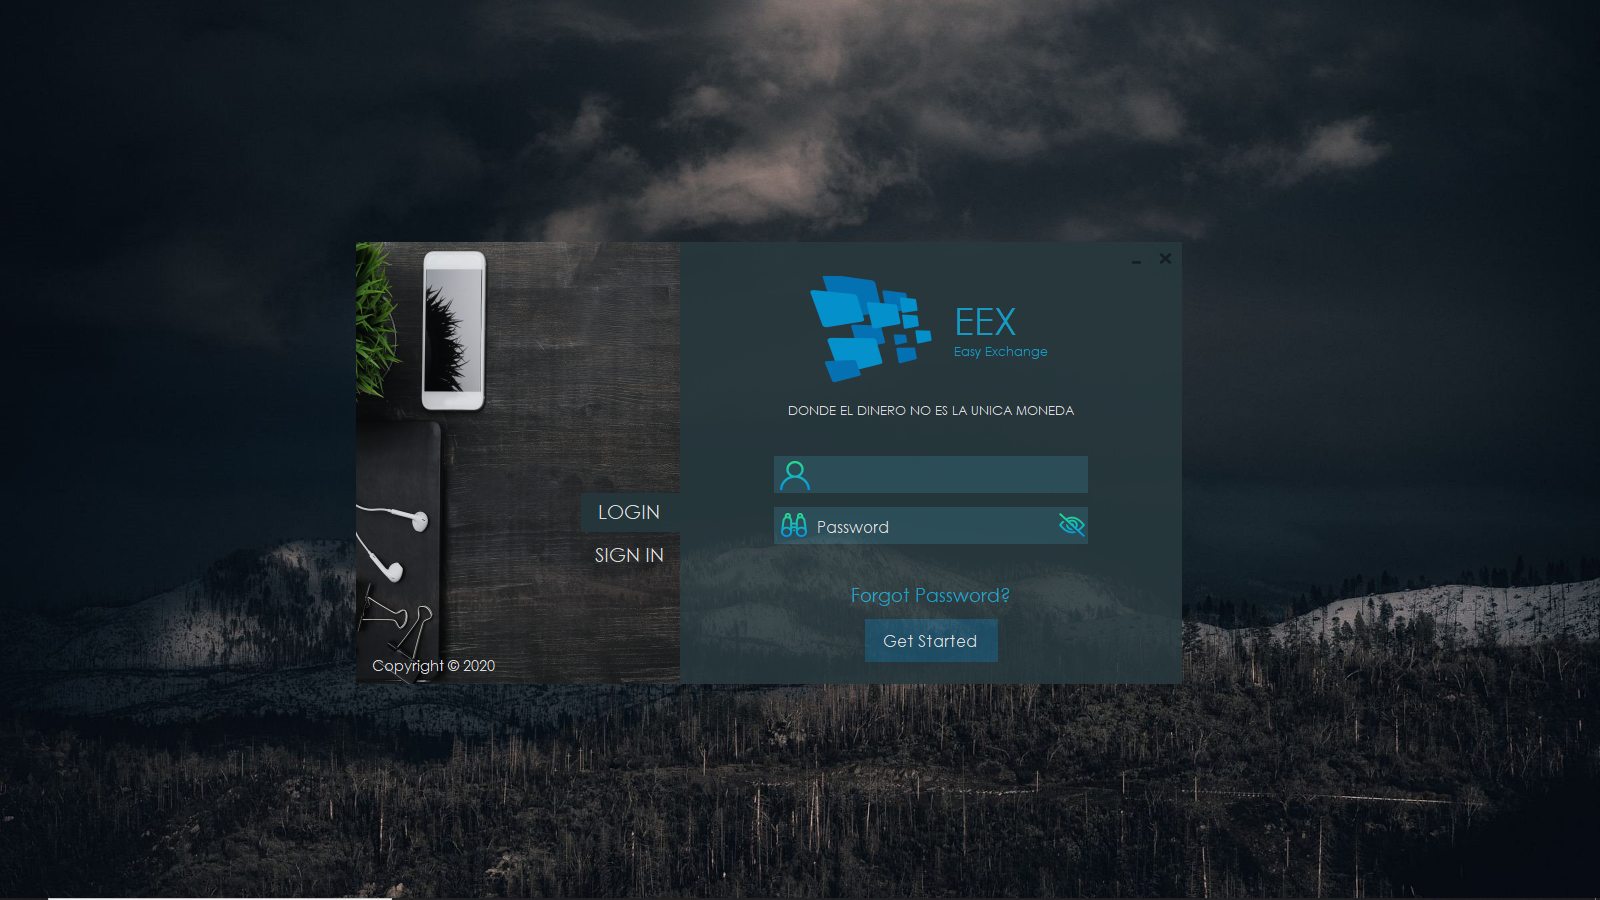 EEX
Easy Exchange
DONDE EL DINERO NO ES LA UNICA MONEDA
Password
LOGIN
SIGN IN
Forgot Password?
Get Started
Copyright © 2020